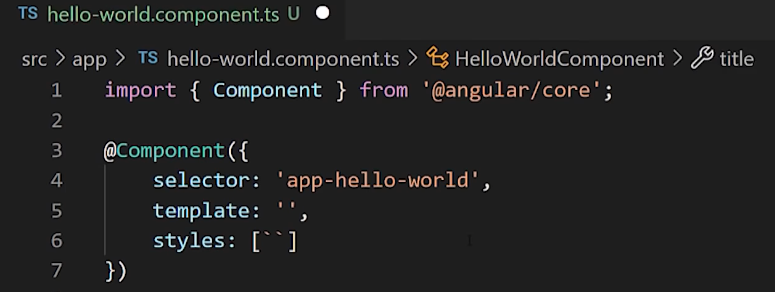 TS hello-world.component.ts U
src > app > TS hello-world.component.ts > HelloWorldComponent > title
1 import { Component } from '@angular/core';
2
3 @Component({
4 selector: 'app-hello-world',
5 template: '',
6 styles: [``]
7 })